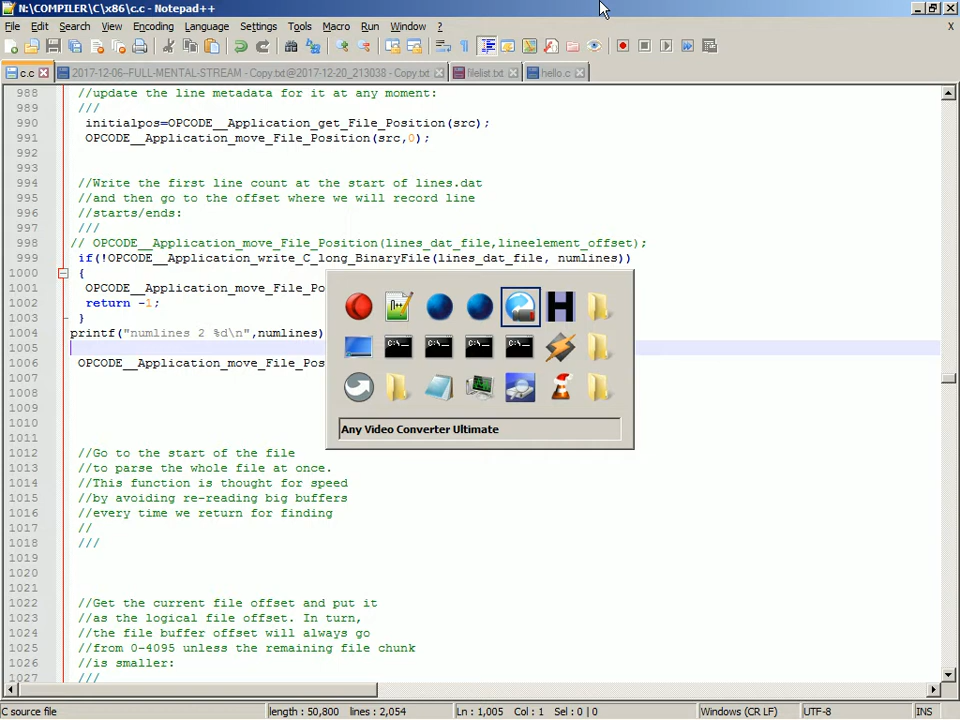 N:\COMPILER\C\x86\c.c - Notepad++
File Edit Search View Encoding Language Settings Tools Macro Run Window ? X
c.c 2017-12-06--FULL-MENTAL-STREAM - Copy.txt@2017-12-20_213038 - Copy.txt filelist.txt hello.c
988 //update the line metadata for it at any moment:
989 ///
990 initialpos=OPCODE__Application_get_File_Position(src);
991 OPCODE__Application_move_File_Position(src,0);
992
993
994 //Write the first line count at the start of lines.dat
995 //and then go to the offset where we will record line
996 //starts/ends:
997 ///
998 // OPCODE__Application_move_File_Position(lines_dat_file,lineelement_offset);
999 if(!OPCODE__Application_write_C_long_BinaryFile(lines_dat_file, numlines))
1000 {
1001 OPCODE__Application_move_File_Po
1002 return -1;
1003 }
1004 printf("numlines 2 %d\n",numlines)
1005
1006 OPCODE__Application_move_File_Pos
1007
1008
1009
1010
1011
1012 //Go to the start of the file
1013 //to parse the whole file at once.
1014 //This function is thought for speed
1015 //by avoiding re-reading big buffers
1016 //every time we return for finding
1017 //
1018 ///
1019
1020
1021
1022 //Get the current file offset and put it
1023 //as the logical file offset. In turn,
1024 //the file buffer offset will always go
1025 //from 0-4095 unless the remaining file chunk
1026 //is smaller:
1027 ///
C:\ C:\ C:\ C:\
Any Video Converter Ultimate
C source file length : 50,800 lines : 2,054 Ln : 1,005 Col : 1 Sel : 0 | 0 Windows (CR LF) UTF-8 INS